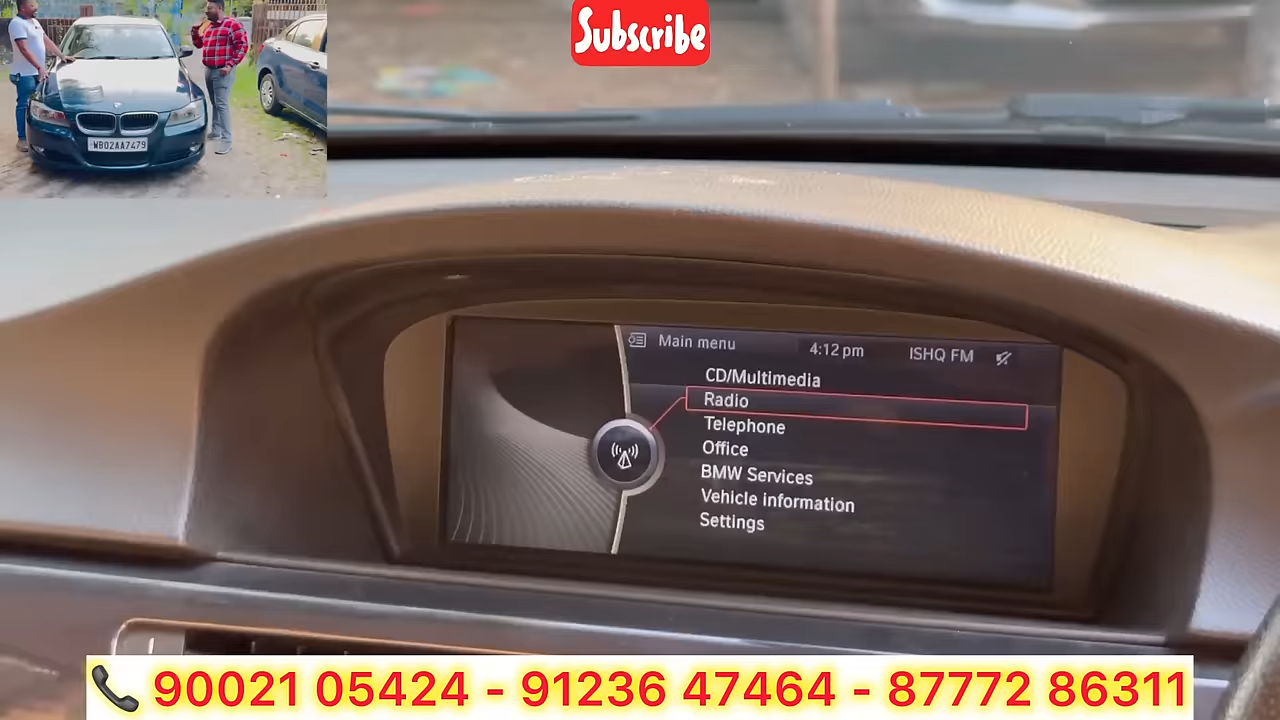 Subscribe
WB02AA7479
Main menu 4:12 pm ISHQ FM
CD/Multimedia
Radio
Telephone
Office
BMW Services
Vehicle information
Settings
90021 05424 - 91236 47464 - 87772 86311